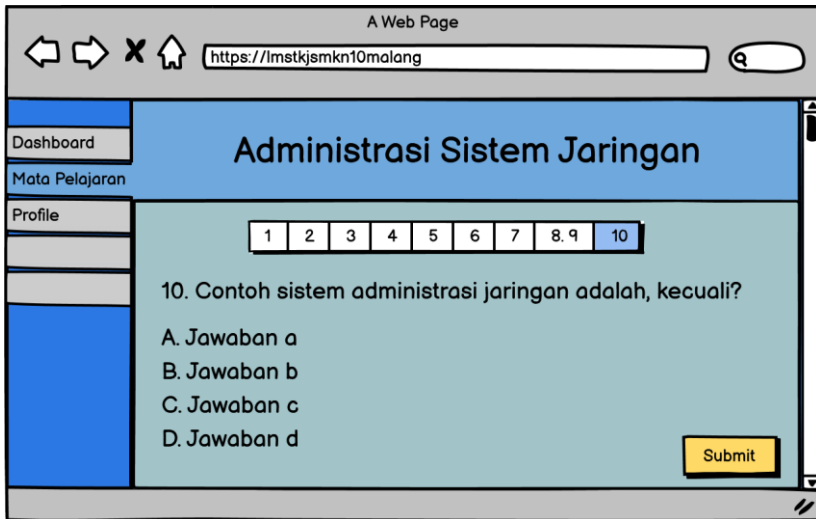 A Web Page
https://lmstkjsmkn10malang
Dashboard
Mata Pelajaran
Profile
Administrasi Sistem Jaringan
1 2 3 4 5 6 7 8.9 10
10. Contoh sistem administrasi jaringan adalah, kecuali?
A. Jawaban a
B. Jawaban b
C. Jawaban c
D. Jawaban d
Submit